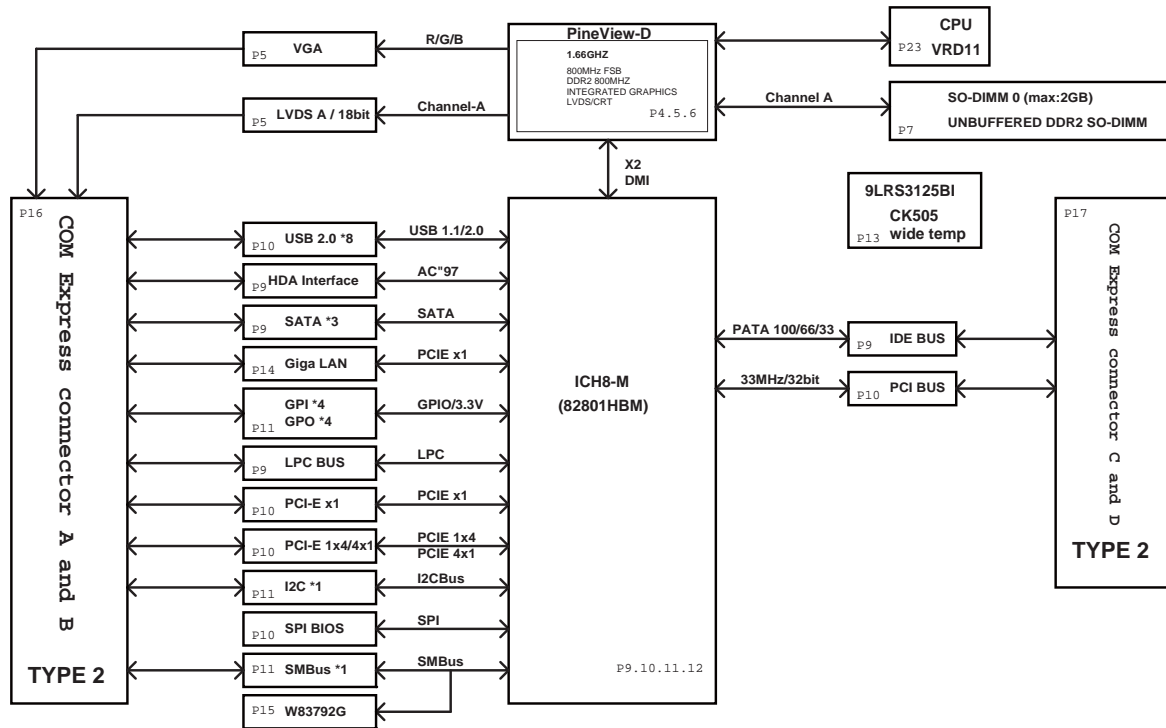 PineView-D
1.66GHZ
800MHz FSB
DDR2 800MHZ
INTEGRATED GRAPHICS
LVDS/CRT
P4.5.6
P5 VGA
R/G/B
P5 LVDS A / 18bit
Channel-A
CPU
P23 VRD11
Channel A
SO-DIMM 0 (max:2GB)
P7 UNBUFFERED DDR2 SO-DIMM
X2
DMI
9LRS3125BI
CK505
P13 wide temp
P16
COM Express connector A and B
TYPE 2
P10 USB 2.0 *8
USB 1.1/2.0
P9 HDA Interface
AC"97
P9 SATA *3
SATA
P14 Giga LAN
PCIE x1
GPI *4
P11 GPO *4
GPIO/3.3V
P9 LPC BUS
LPC
P10 PCI-E x1
PCIE x1
P10 PCI-E 1x4/4x1
PCIE 1x4
PCIE 4x1
P11 I2C *1
I2CBus
P10 SPI BIOS
SPI
P11 SMBus *1
SMBus
P15 W83792G
ICH8-M
(82801HBM)
P9.10.11.12
PATA 100/66/33
P9 IDE BUS
33MHz/32bit
P10 PCI BUS
P17
COM Express connector C and D
TYPE 2